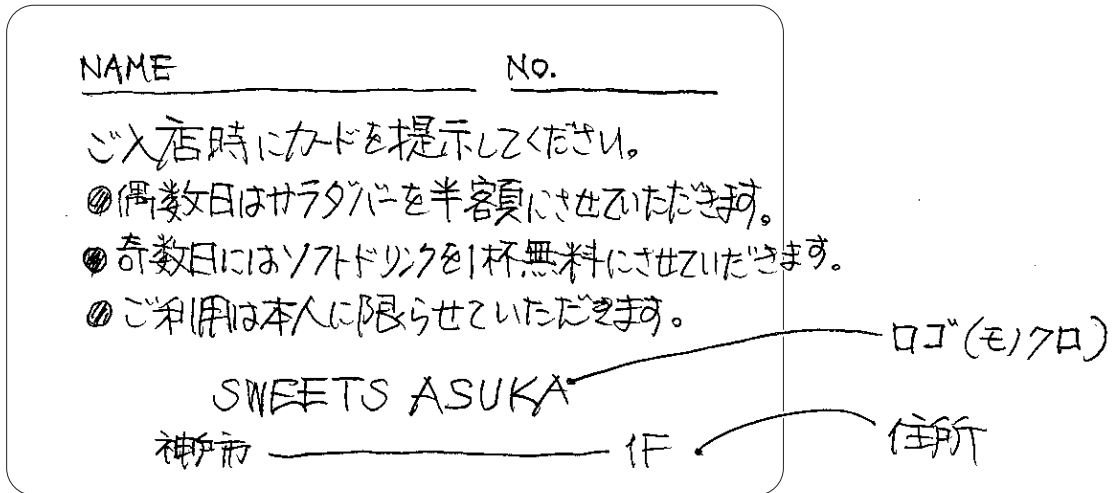 NAME NO.
ご入店時にカードを提示してください。
●偶数日はサラダバーを半額にさせていただきます。
●奇数日にはソフトドリンクを1杯無料にさせていだきます。
●ご利用は本人に限らせていただきます。
SWEETS ASUKA
ロゴ(モノクロ)
神戸市 1F
住所